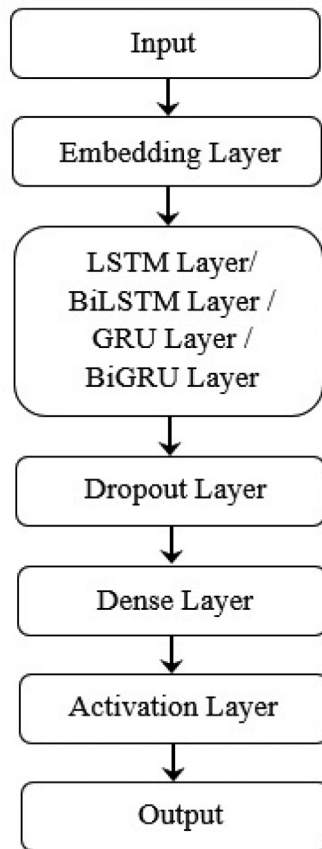 Input
Embedding Layer
LSTM Layer/
BiLSTM Layer /
GRU Layer /
BiGRU Layer
Dropout Layer
Dense Layer
Activation Layer
Output